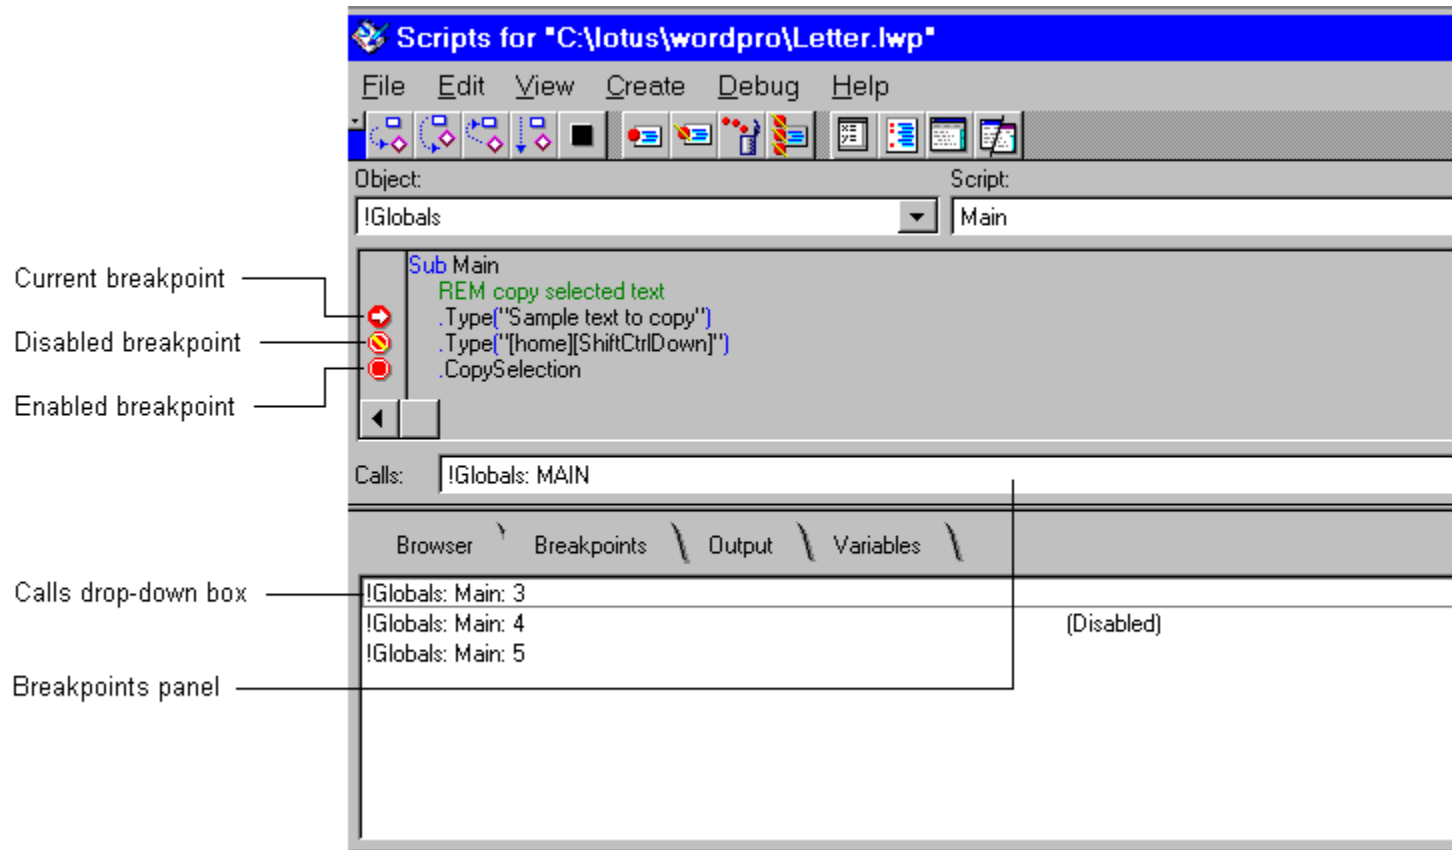 Scripts for "C:\lotus\wordpro\Letter.lwp"
File Edit View Create Debug Help
Object: Script:
!Globals Main
Sub Main
REM copy selected text
.Type("Sample text to copy")
.Type("[home][ShiftCtrlDown]")
.CopySelection
Current breakpoint
Disabled breakpoint
Enabled breakpoint
Calls: !Globals: MAIN
Browser Breakpoints Output Variables
Calls drop-down box
!Globals: Main: 3
!Globals: Main: 4 (Disabled)
!Globals: Main: 5
Breakpoints panel